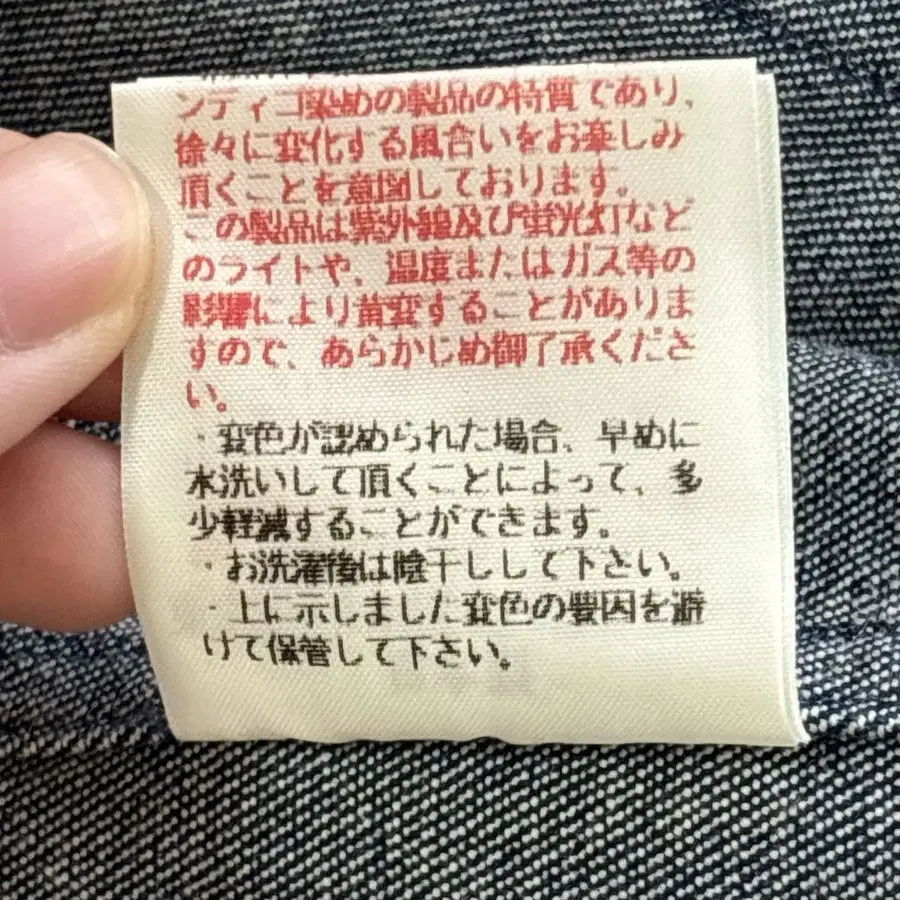 ンディゴ染めの製品の特質であり、
徐々に変化する風合いをお楽しみ
頂くことを意図しております。
この製品は紫外線及び蛍光灯など
のライトや、温度またはガス等の
影響により黄変することがありま
すので、あらかじめ御了承くださ
い。
・変色が認められた場合、早めに
水洗いして頂くことによって、多
少軽減することができます。
・お洗濯後は陰干しして下さい。
・上に示しました変色の要因を避
けて保管して下さい。